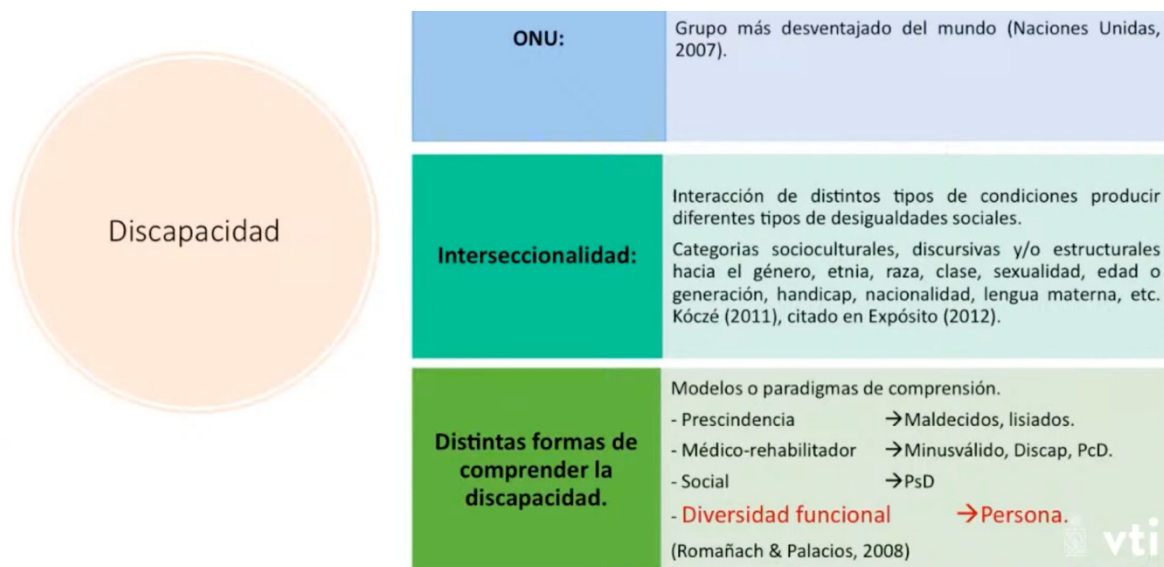 Discapacidad
ONU:
Grupo más desventajado del mundo (Naciones Unidas,
2007).
Interseccionalidad:
Interacción de distintos tipos de condiciones producir
diferentes tipos de desigualdades sociales.
Categorias socioculturales, discursivas y/o estructurales
hacia el género, etnia, raza, clase, sexualidad, edad o
generación, handicap, nacionalidad, lengua materna, etc.
Kóczé (2011), citado en Expósito (2012).
Distintas formas de
comprender la
discapacidad.
Modelos o paradigmas de comprensión.
- Prescindencia →Maldecidos, lisiados.
- Médico-rehabilitador →Minusválido, Discap, PcD.
- Social →PsD
- Diversidad funcional →Persona.
(Romañach & Palacios, 2008)
vti